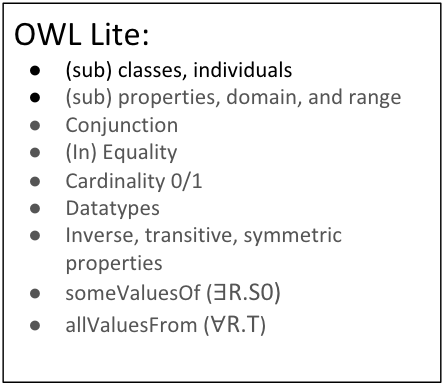 OWL Lite:
● (sub) classes, individuals
● (sub) properties, domain, and range
● Conjunction
● (In) Equality
● Cardinality 0/1
● Datatypes
● Inverse, transitive, symmetric
properties
● someValuesOf (∃R.S0)
● allValuesFrom (∀R.T)